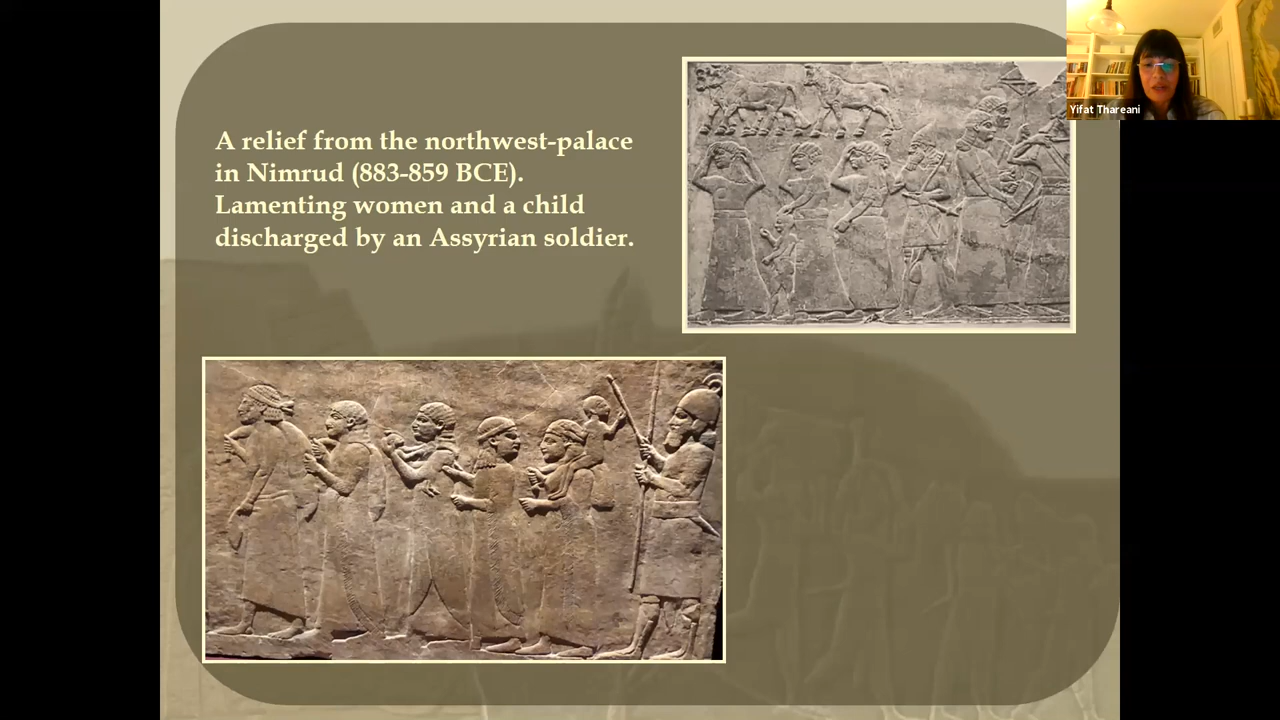 A relief from the northwest-palace
in Nimrud (883-859 BCE).
Lamenting women and a child
discharged by an Assyrian soldier.
Yifat Thareani